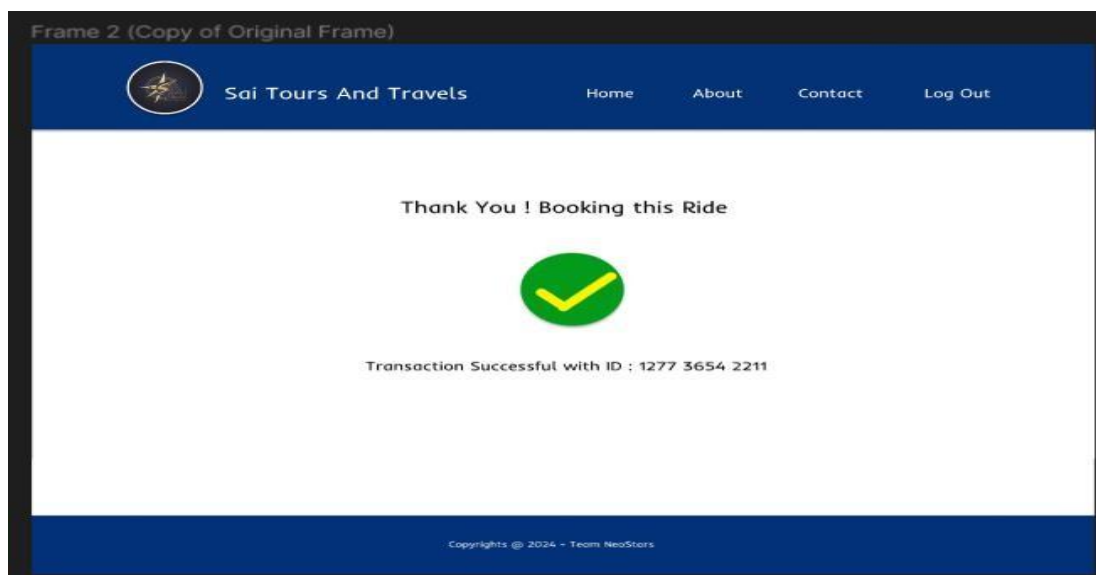 Frame 2 (Copy of Original Frame)
Sai Tours And Travels Home About Contact Log Out
Thank You ! Booking this Ride
Transaction Successful with ID : 1277 3654 2211
Copyrights @ 2024 - Team NeoStars